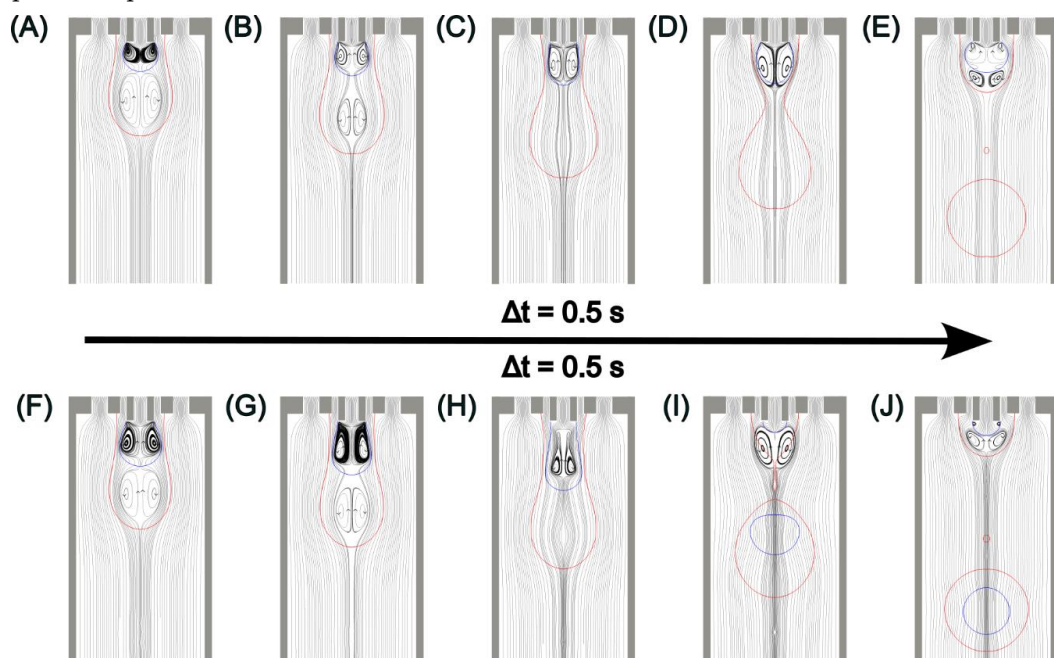 (A) (B) (C) (D) (E)
Δt = 0.5 s
Δt = 0.5 s
(F) (G) (H) (I) (J)